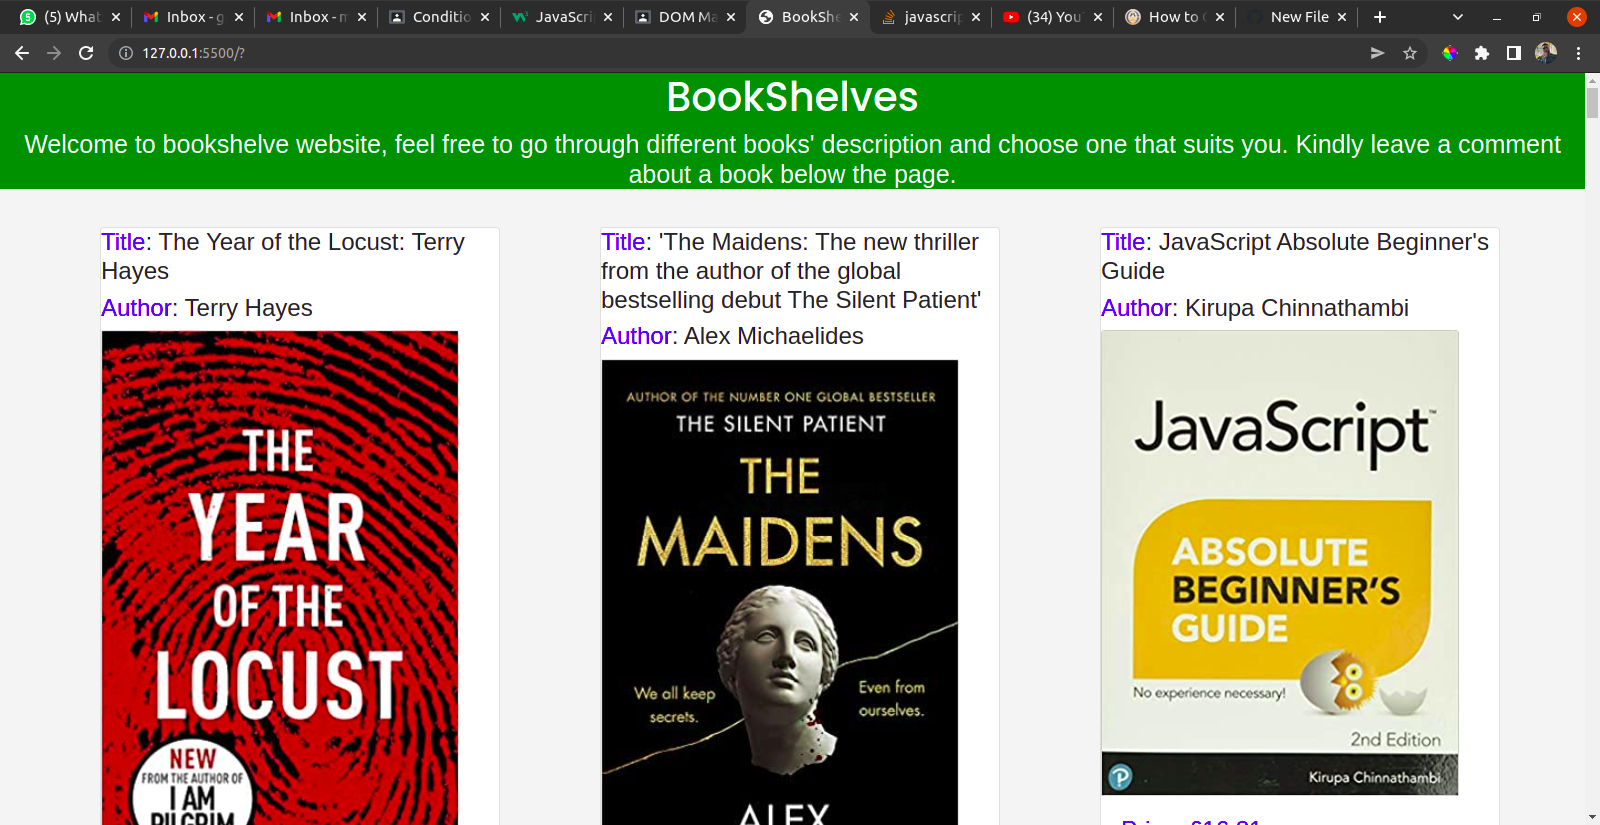 (5) What
Inbox - g
Inbox - m
Conditio
JavaScri
DOM Ma
BookShe
javascrip
(34) You
How to
New File
127.0.0.1:5500/?
BookShelves
Welcome to bookshelve website, feel free to go through different books' description and choose one that suits you. Kindly leave a comment
about a book below the page.
Title: The Year of the Locust: Terry
Hayes
Author: Terry Hayes
THE
YEAR
OF THE
LOCUST
NEW
FROM THE AUTHOR OF
I AM
PILGRIM
Title: 'The Maidens: The new thriller
from the author of the global
bestselling debut The Silent Patient'
Author: Alex Michaelides
AUTHOR OF THE NUMBER ONE GLOBAL BESTSELLER
THE SILENT PATIENT
THE
MAIDENS
We all keep
secrets.
Even from
ourselves.
ALEX
Title: JavaScript Absolute Beginner's
Guide
Author: Kirupa Chinnathambi
JavaScript™
ABSOLUTE
BEGINNER'S
GUIDE
No experience necessary!
2nd Edition
P
Kirupa Chinnathambi